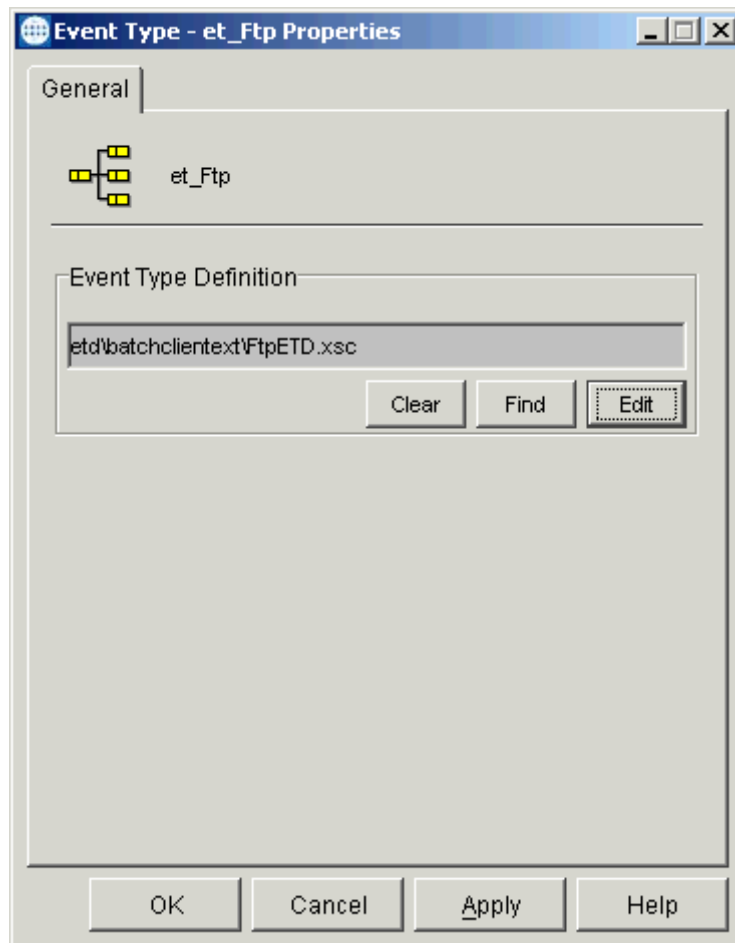 Event Type - et_Ftp Properties
General
et_Ftp
Event Type Definition
etd\batchclientext\FtpETD.xsc
Clear Find Edit
OK Cancel Apply Help